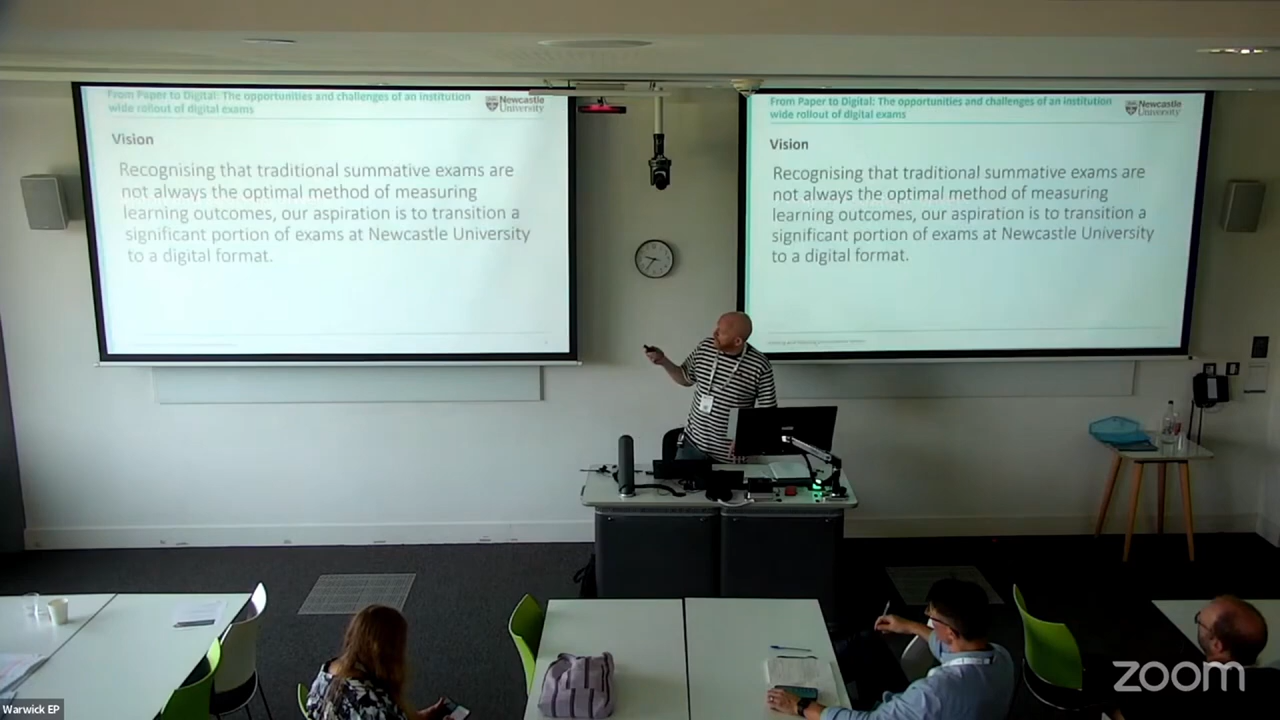 From Paper to Digital: The opportunities and challenges of an institution
wide rollout of digital exams
Newcastle
University
Vision
Recognising that traditional summative exams are
not always the optimal method of measuring
learning outcomes, our aspiration is to transition a
significant portion of exams at Newcastle University
to a digital format.
From Paper to Digital: The opportunities and challenges of an institution
wide rollout of digital exams
Newcastle
University
Vision
Recognising that traditional summative exams are
not always the optimal method of measuring
learning outcomes, our aspiration is to transition a
significant portion of exams at Newcastle University
to a digital format.
Warwick EP
zoom